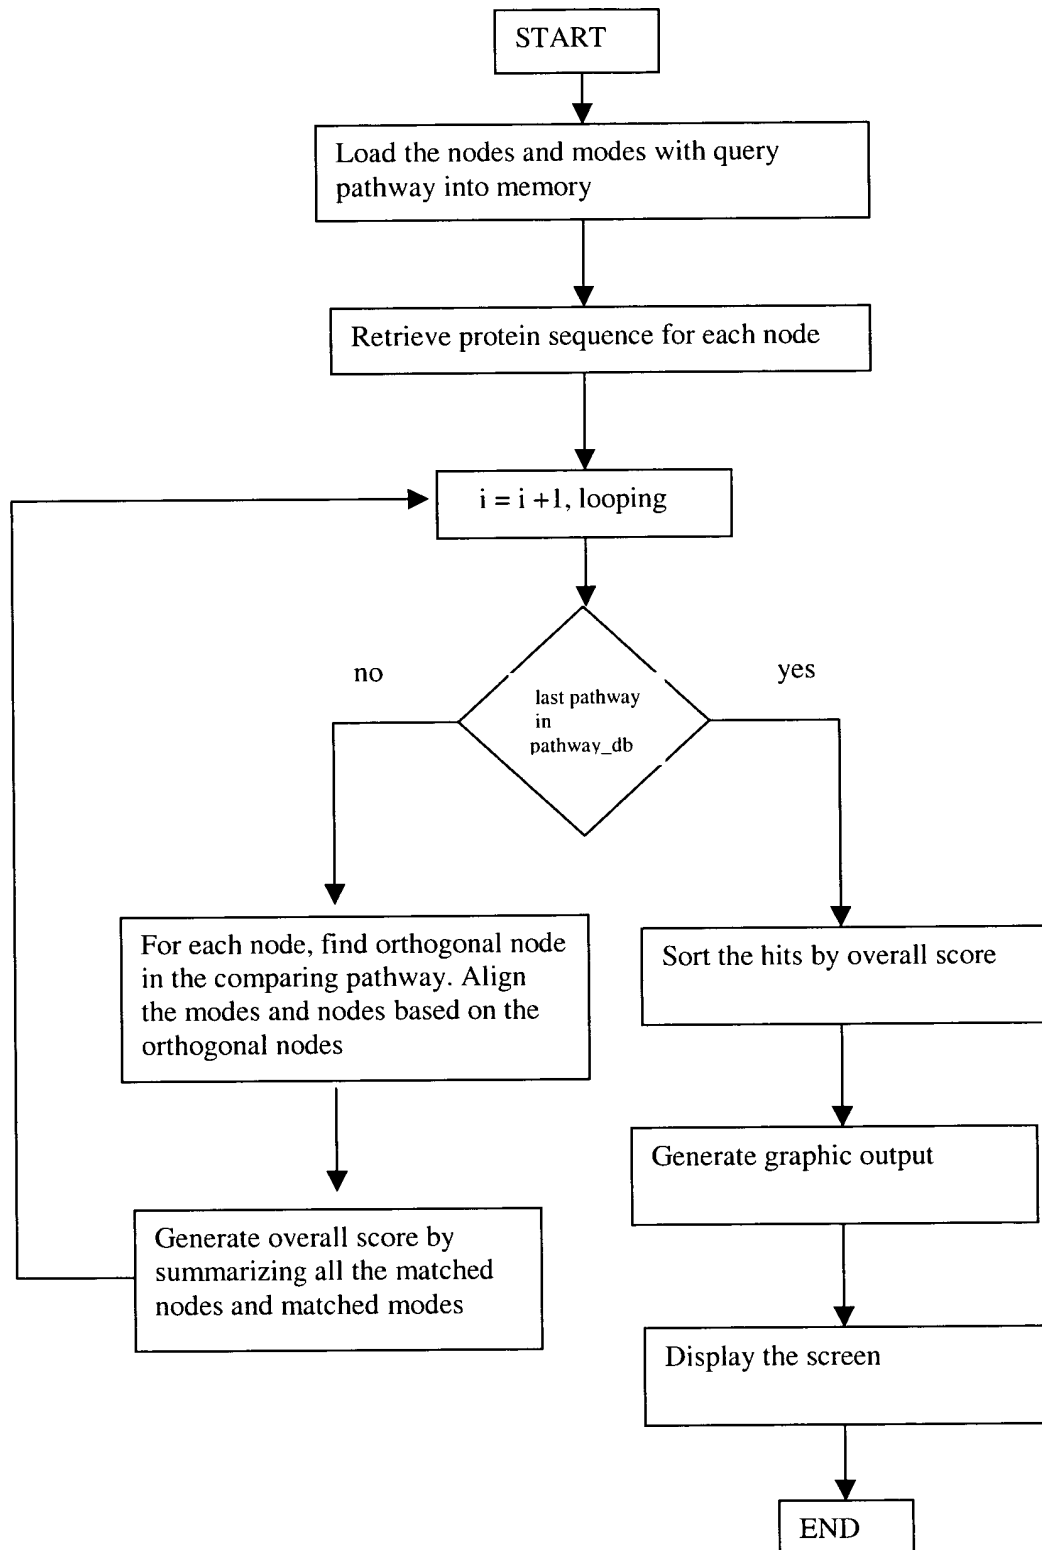 START
Load the nodes and modes with query
pathway into memory
Retrieve protein sequence for each node
i = i +1, looping
no
yes
last pathway
in
pathway_db
For each node, find orthogonal node
in the comparing pathway. Align
the modes and nodes based on the
orthogonal nodes
Generate overall score by
summarizing all the matched
nodes and matched modes
Sort the hits by overall score
Generate graphic output
Display the screen
END